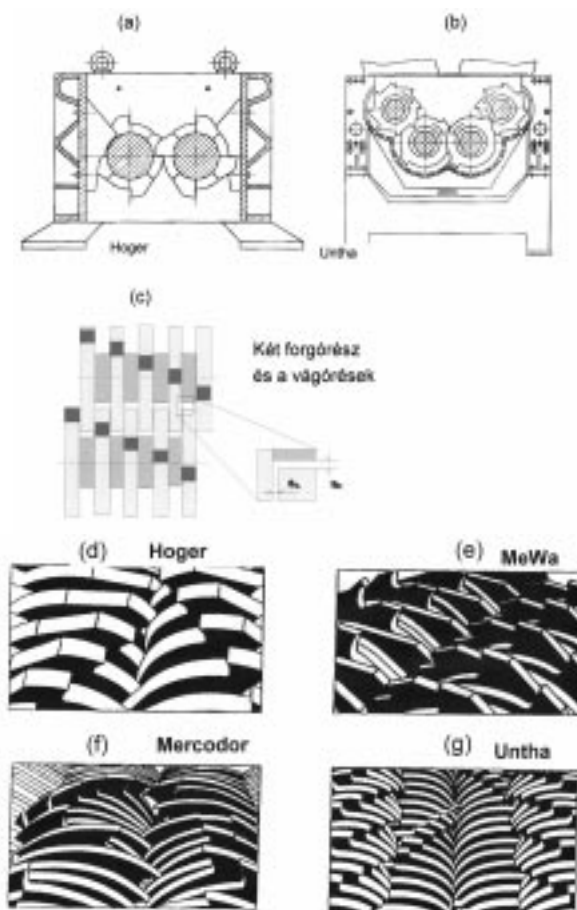 (a)
(b)
Hoger
Untha
(c)
Két forgórész
és a vágórések
(d) Hoger
(e) MeWa
(f) Mercodor
(g) Untha